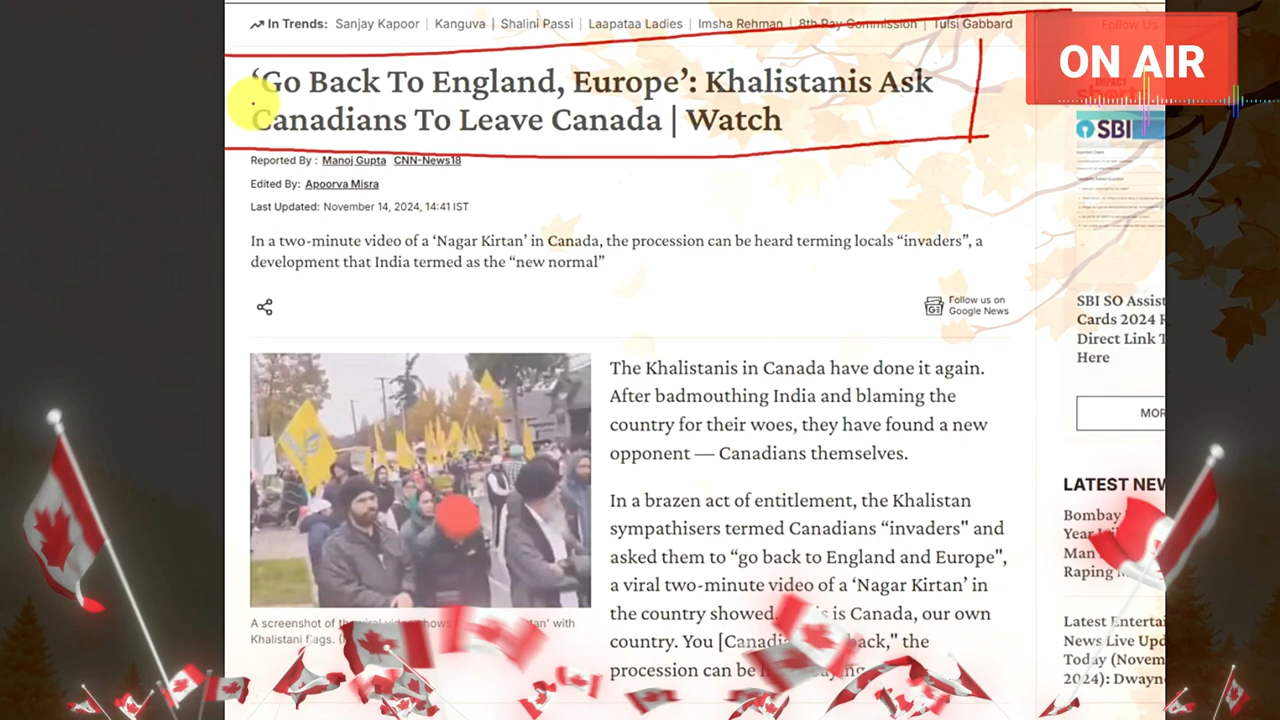 In Trends: Sanjay Kapoor | Kanguva | Shalini Passi | Laapataa Ladies | Imsha Rehman | 8th Pay Commission | Tulsi Gabbard
Follow Us
ON AIR
‘Go Back To England, Europe’: Khalistanis Ask
Canadians To Leave Canada | Watch
Reported By : Manoj Gupta CNN-News18
Edited By: Apoorva Misra
Last Updated: November 14, 2024, 14:41 IST
In a two-minute video of a ‘Nagar Kirtan’ in Canada, the procession can be heard terming locals “invaders”, a
development that India termed as the “new normal”
Follow us on
Google News
The Khalistanis in Canada have done it again.
After badmouthing India and blaming the
country for their woes, they have found a new
opponent — Canadians themselves.
In a brazen act of entitlement, the Khalistan
sympathisers termed Canadians “invaders" and
asked them to “go back to England and Europe",
a viral two-minute video of a ‘Nagar Kirtan’ in
the country showed. is Canada, our own
country. You back," the
procession can be
A screenshot of the viral video shows with
Khalistani flags.
SBI
SBI SO Assist
Cards 2024 R
Direct Link T
Here
MOR
LATEST NEW
Bombay
Year
Man
Raping
Latest Entertai
News Live Upd
Today (Novem
2024): Dwayne